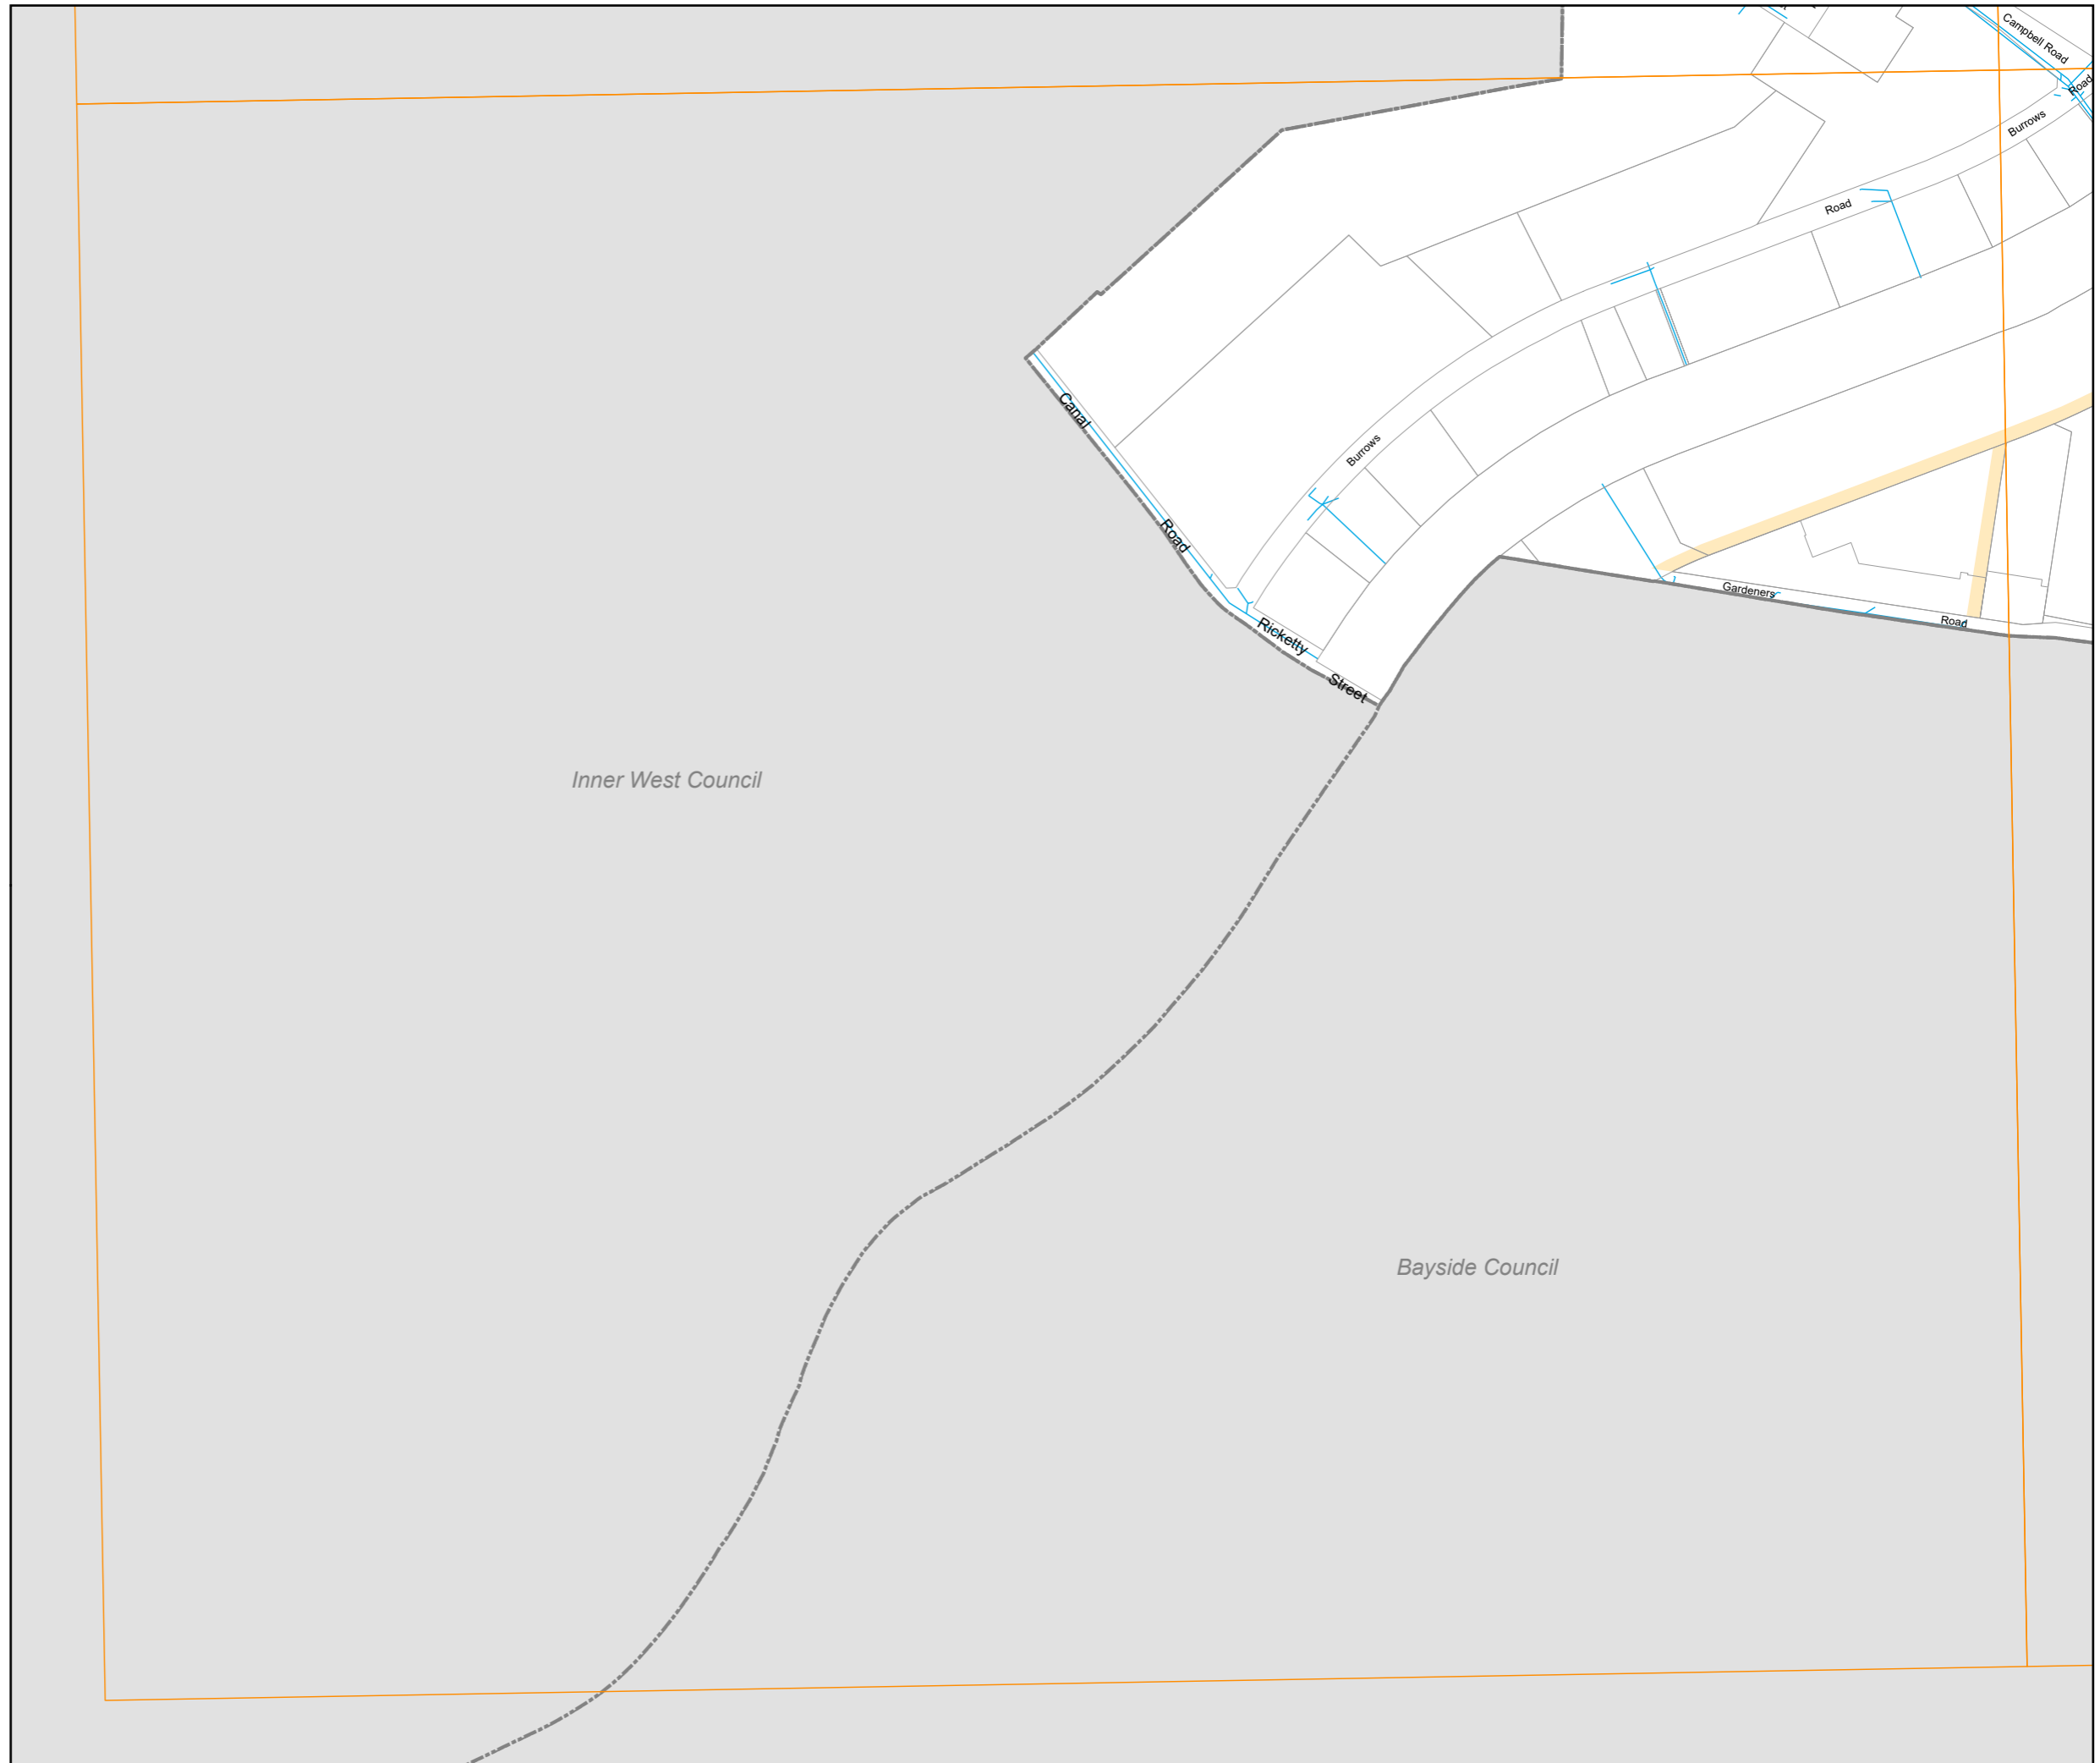 Campbell Road
Road
Burrows
Road
Canal
Burrows
Road
Gardeners
Road
Ricketty
Street
Inner West Council
Bayside Council